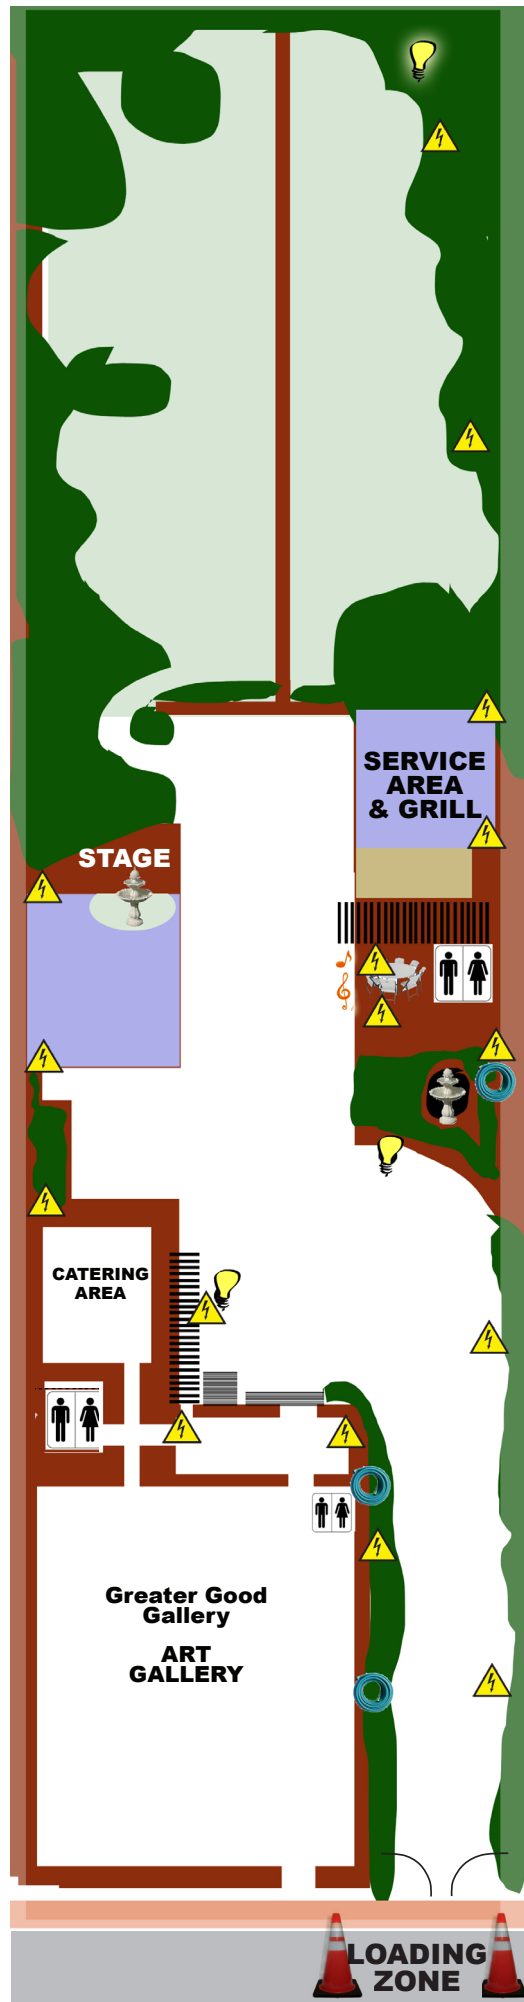 SERVICE
AREA
& GRILL
STAGE
CATERING
AREA
Greater Good
Gallery
ART
GALLERY
LOADING
ZONE